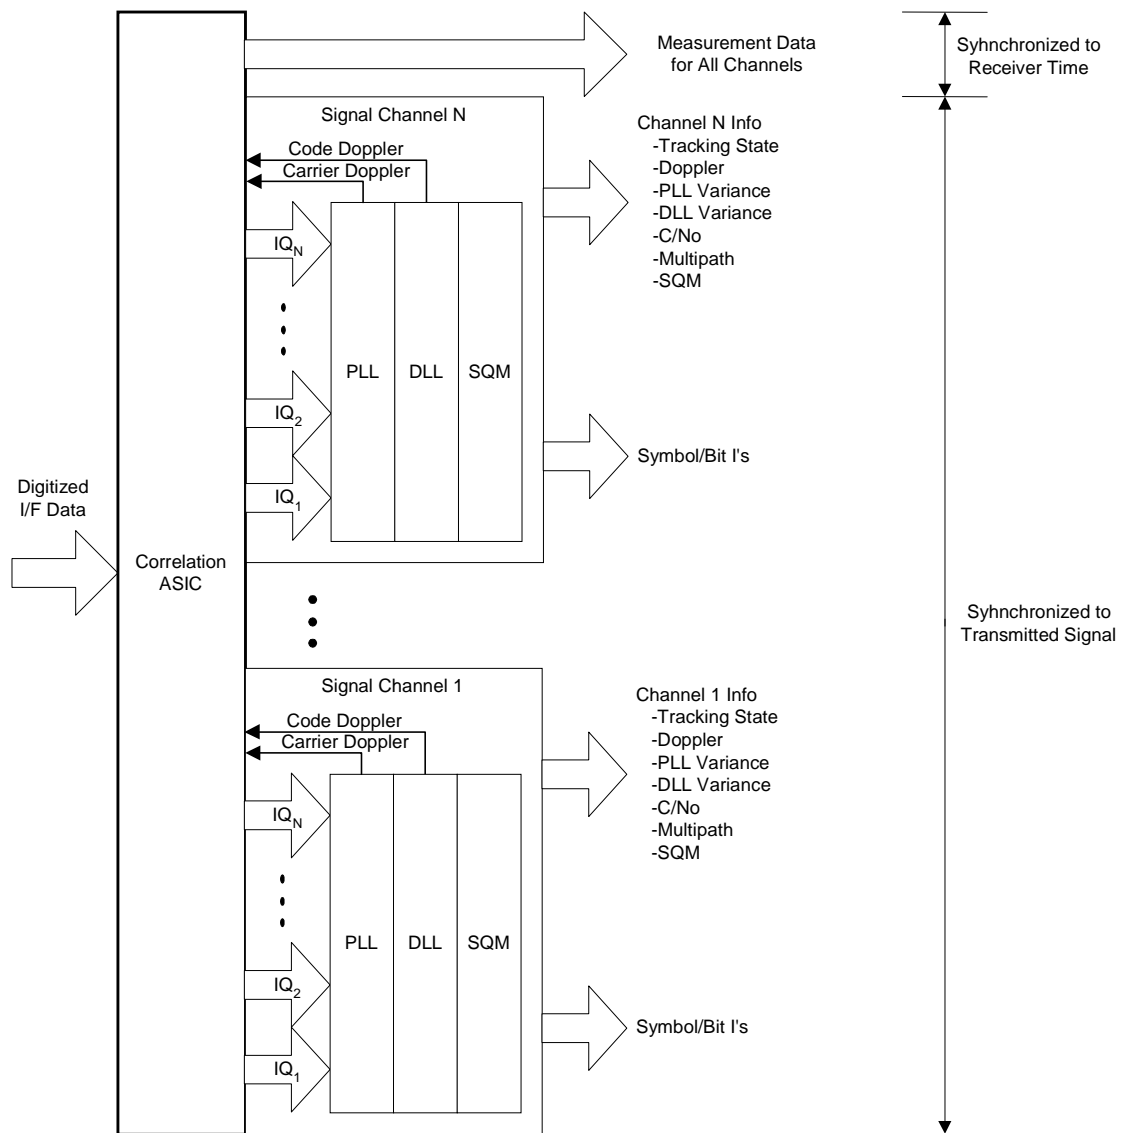 Measurement Data
for All Channels
Syhnchronized to
Receiver Time
Signal Channel N
Code Doppler
Carrier Doppler
IQN
IQ2
IQ1
PLL
DLL
SQM
Channel N Info
-Tracking State
-Doppler
-PLL Variance
-DLL Variance
-C/No
-Multipath
-SQM
Symbol/Bit I's
Digitized
I/F Data
Correlation
ASIC
Syhnchronized to
Transmitted Signal
Signal Channel 1
Code Doppler
Carrier Doppler
IQN
IQ2
IQ1
PLL
DLL
SQM
Channel 1 Info
-Tracking State
-Doppler
-PLL Variance
-DLL Variance
-C/No
-Multipath
-SQM
Symbol/Bit I's